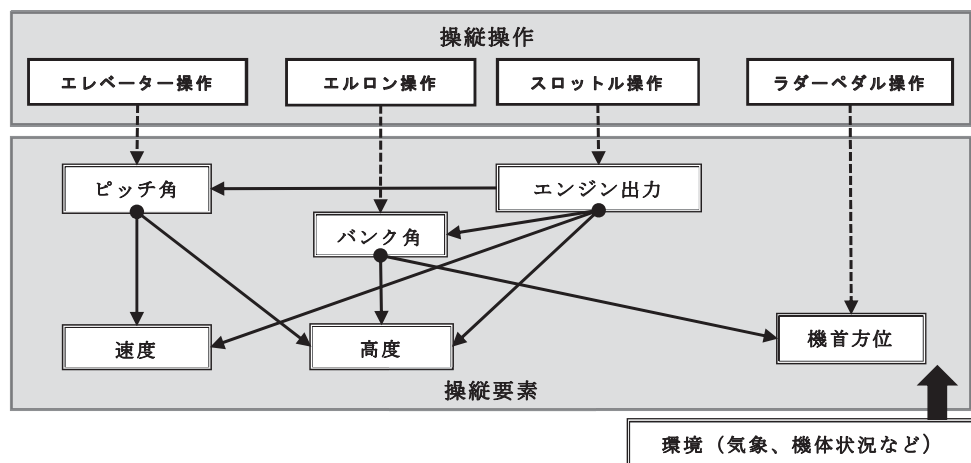 操縦操作
エレベーター操作
エルロン操作
スロットル操作
ラダーペダル操作
ピッチ角
エンジン出力
バンク角
速度
高度
機首方位
操縦要素
環境（気象、機体状況など）